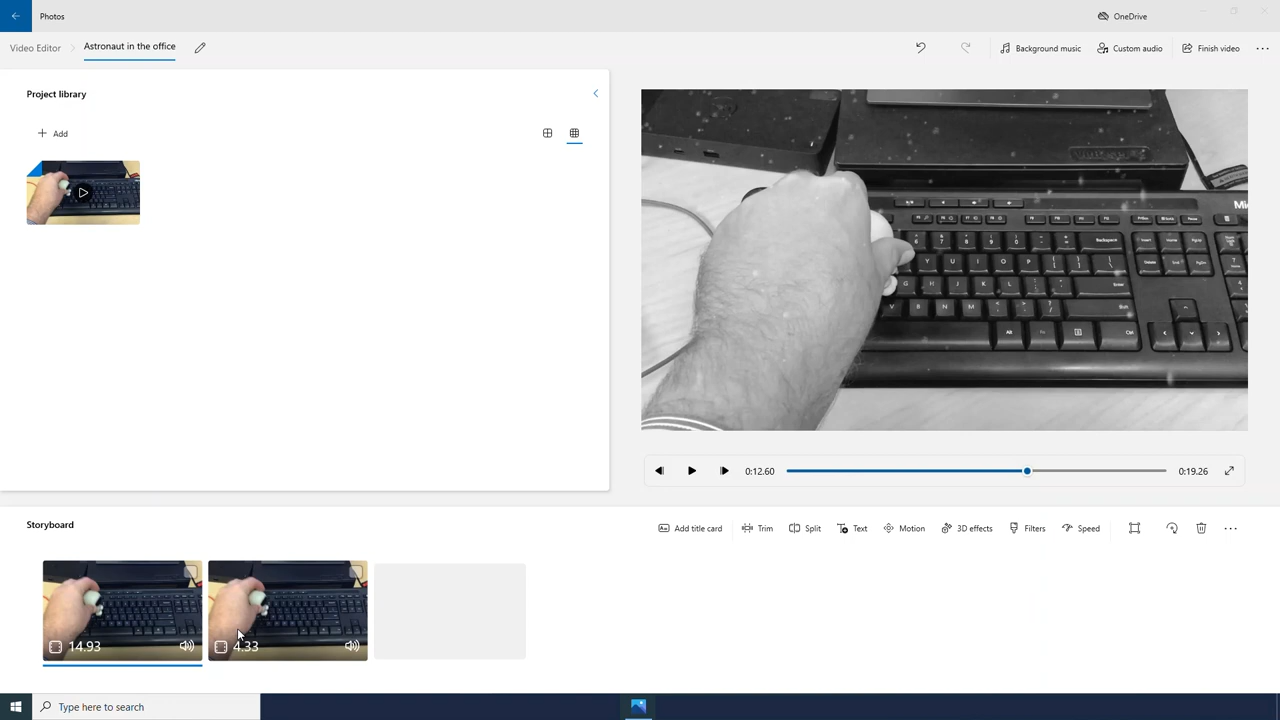 Photos
OneDrive
Video Editor
Astronaut in the office
Background music
Custom audio
Finish video
Project library
Add
0:12.60
0:19.26
Storyboard
Add title card
Trim
Split
Text
Motion
3D effects
Filters
Speed
14.93
4.33
Type here to search